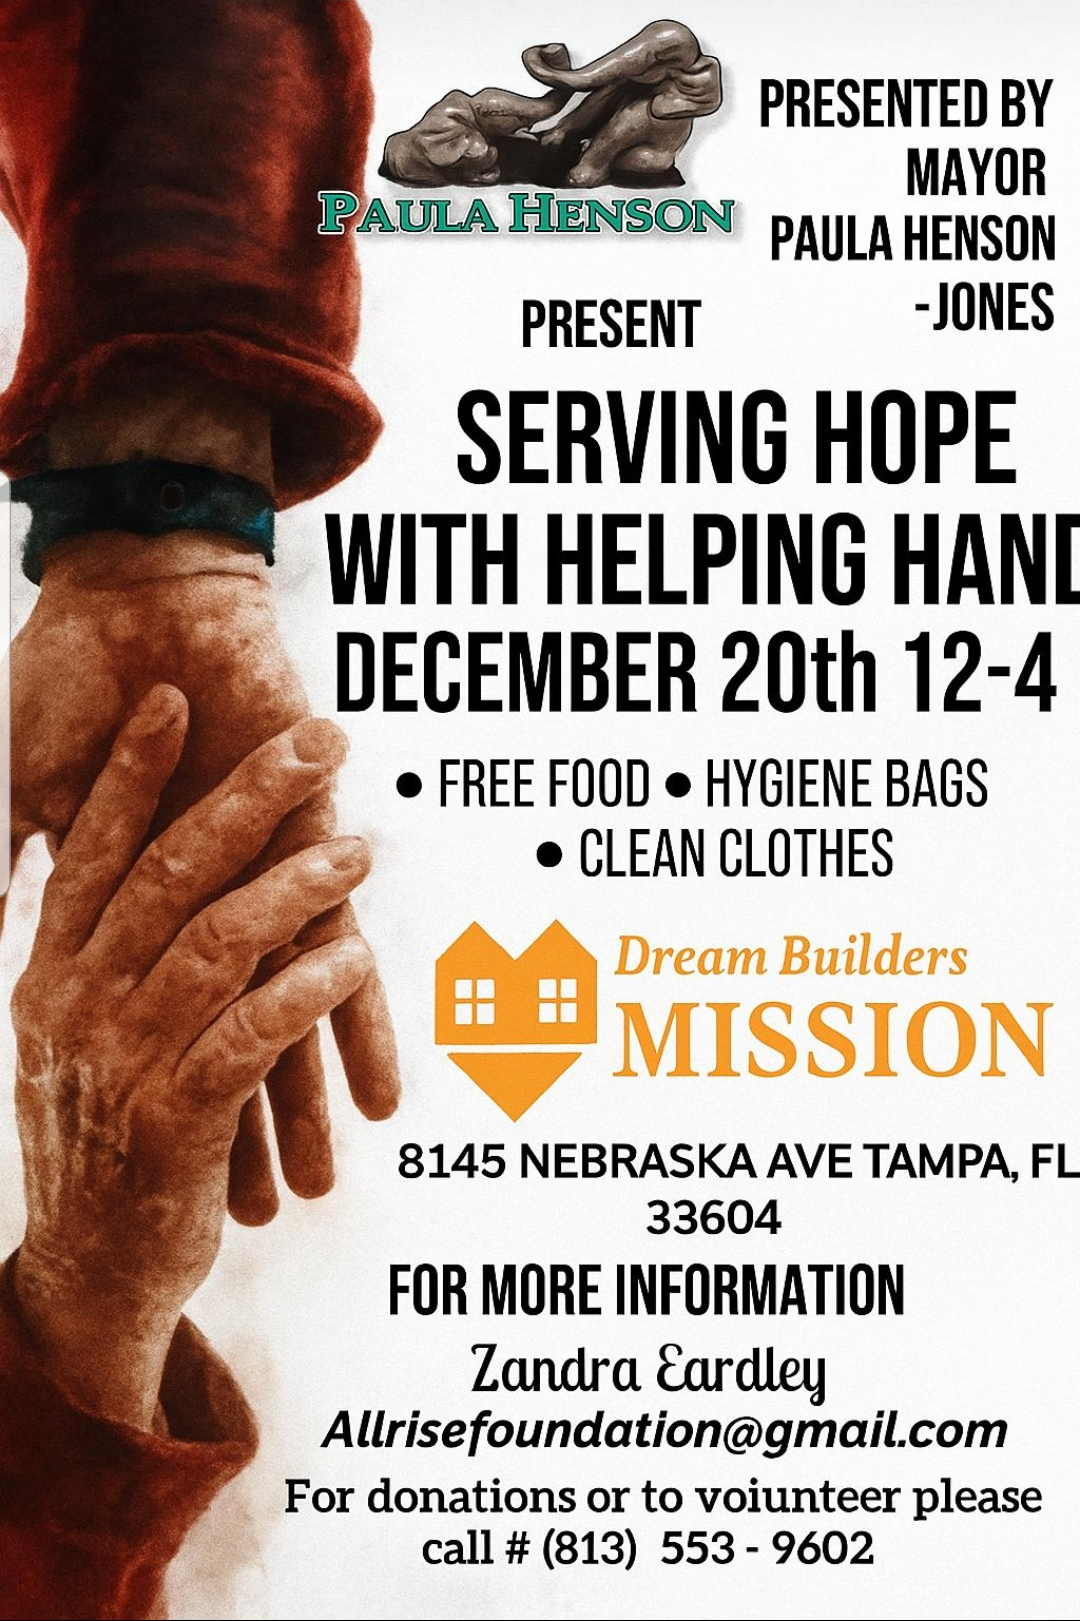 PAULA HENSON
PRESENTED BY
MAYOR
PAULA HENSON
-JONES
PRESENT
SERVING HOPE
WITH HELPING HAND
DECEMBER 20th 12-4
• FREE FOOD • HYGIENE BAGS
• CLEAN CLOTHES
Dream Builders
MISSION
8145 NEBRASKA AVE TAMPA, FL
33604
FOR MORE INFORMATION
Zandra Eardley
Allrisefoundation@gmail.com
For donations or to voiunteer please
call # (813) 553 - 9602